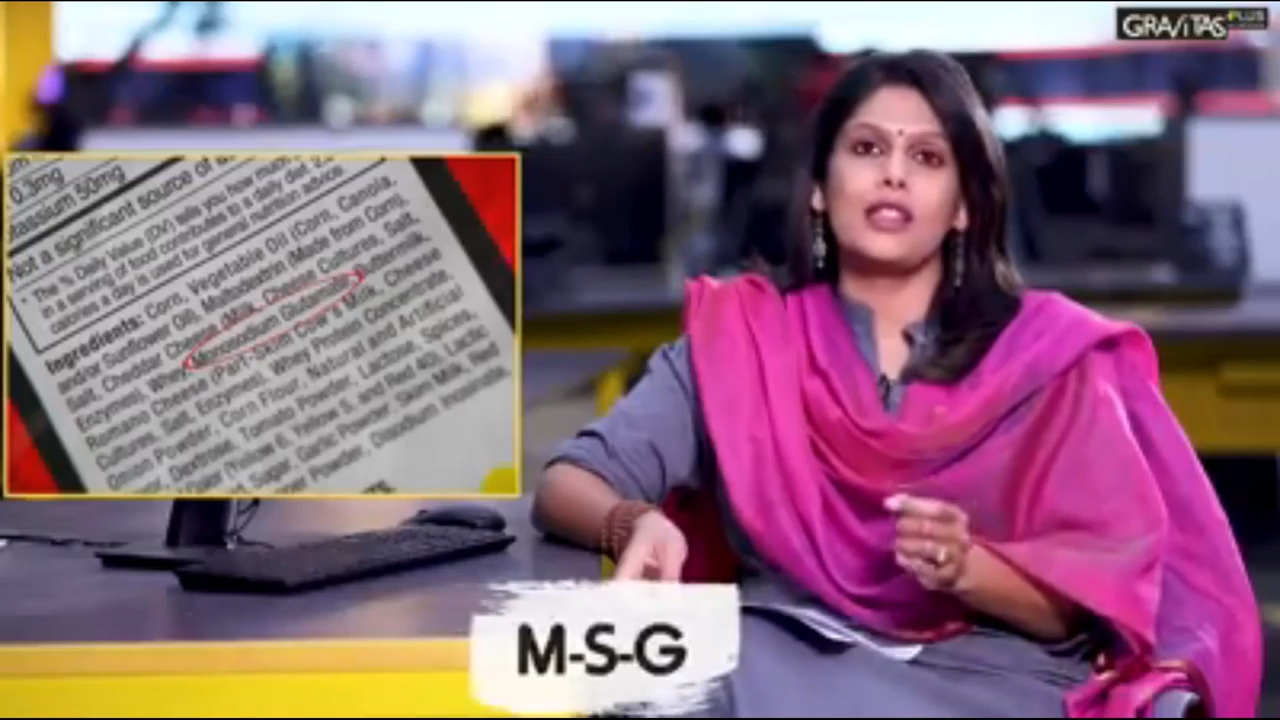 GRAVITAS PLUS
0.3mg
tassium 50mg
Not a significant source of
* The % Daily Value (DV) tells you how much
in a serving of food contributes to a daily diet. 2
calories a day is used for general nutrition advice
Ingredients: Corn, Vegetable Oil (Corn, Canola,
and/or Sunflower Oil), Maltodextrin (Made from Corn),
Salt, Cheddar Cheese (Milk, Cheese Cultures, Salt,
Enzymes), Whey, Monosodium Glutamate, Buttermilk,
Romano Cheese (Part-Skim Cow's Milk, Cheese
Cultures, Salt, Enzymes), Whey Protein Concentrate,
Onion Powder, Corn Flour, Natural and Artificial
Dextrose, Tomato Powder, Lactose, Spices,
Color (Yellow 6, Yellow 5, and Red 40), Lactic
Sugar, Garlic Powder, Skim Milk, Red
Powder, Disodium
M-S-G